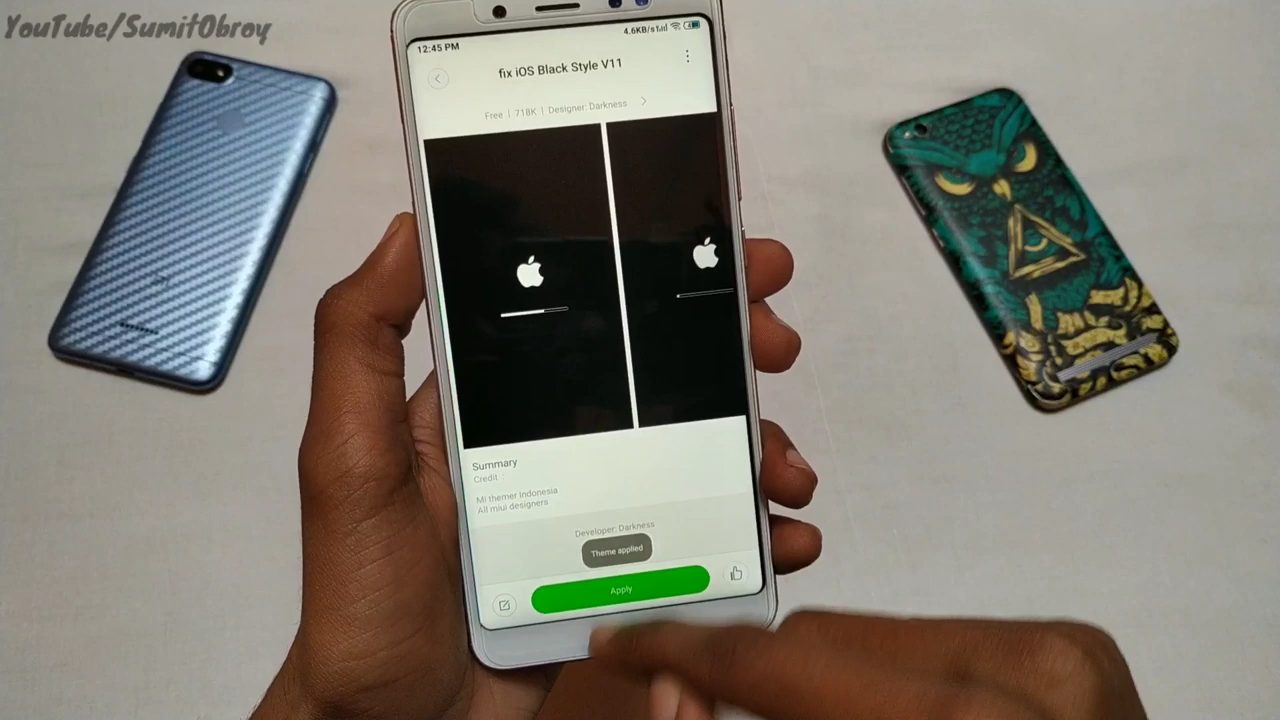 YouTube/SumitObroy
12:45 PM
4.6KB/s
fix iOS Black Style V11
Free | 718K | Designer: Darkness
Summary
Credit :
Mi themer Indonesia
All miui designers
Developer: Darkness
Theme applied
Apply